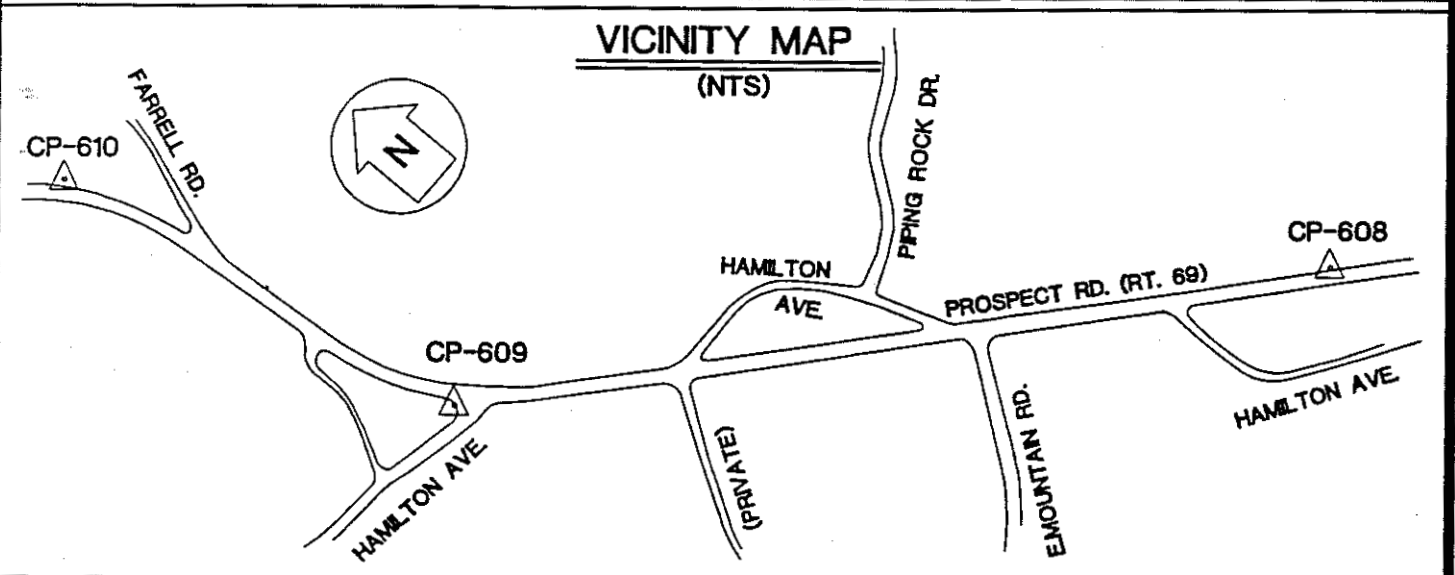 VICINITY MAP
(NTS)
FARRELL RD.
CP-610
N
PIPING ROCK DR.
CP-608
HAMILTON
AVE.
PROSPECT RD. (RT. 69)
CP-609
HAMILTON AVE.
HAMILTON AVE.
(PRIVATE)
E.MOUNTAIN RD.